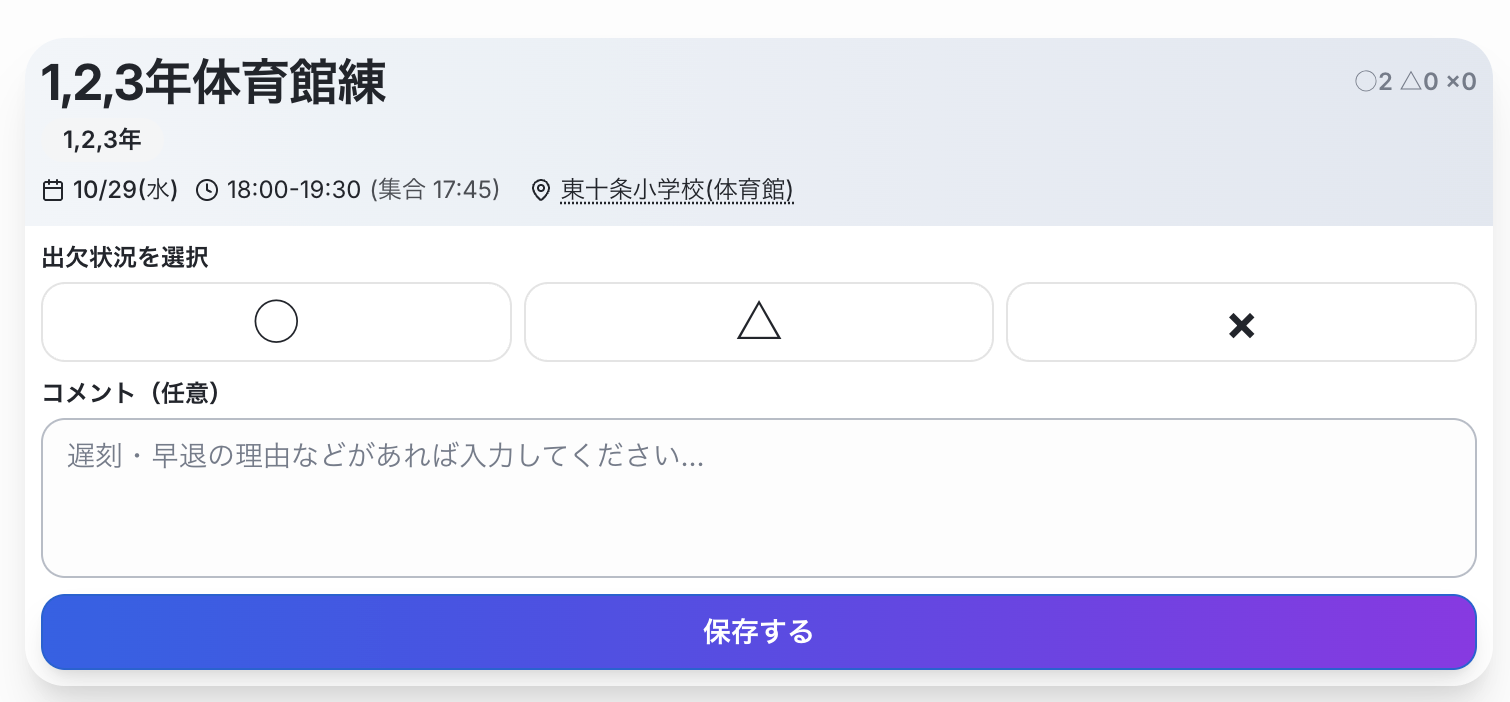 1,2,3年体育館練
○2 △0 ×0
1,2,3年
10/29(水) 18:00-19:30 (集合 17:45) 東十条小学校(体育館)
出欠状況を選択
○ △ ×
コメント（任意）
遅刻・早退の理由などがあれば入力してください...
保存する